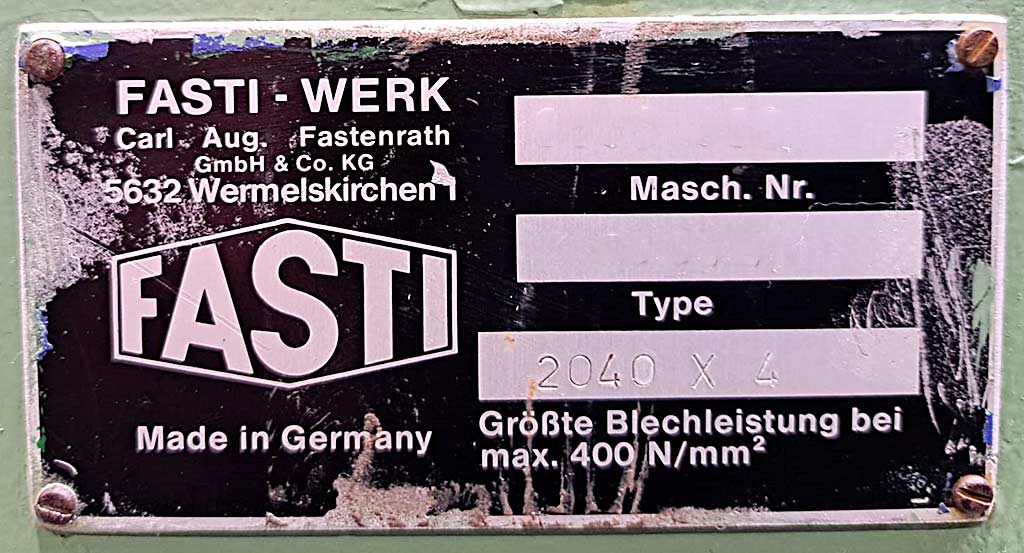 FASTI - WERK
Carl Aug. Fastenrath
GmbH & Co. KG
5632 Wermelskirchen 1
FASTI
Made in Germany
Masch. Nr.
Type
2040 X 4
Größte Blechleistung bei
max. 400 N/mm²